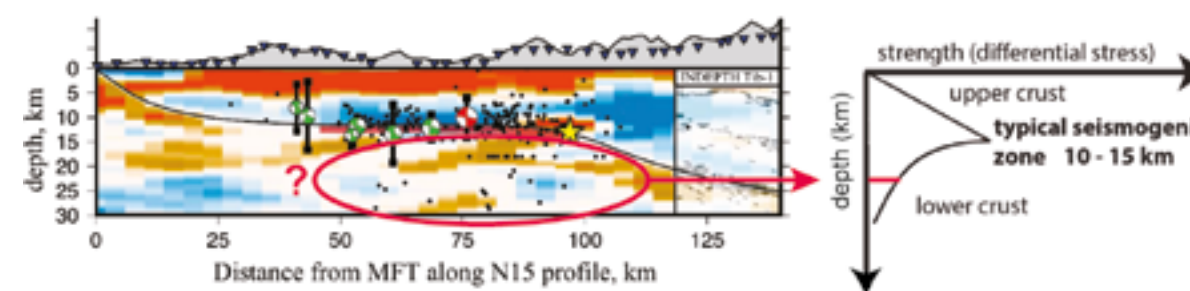 INDEPTH Tib-1
0
5
10
15
20
25
30
depth, km
?
0
25
50
75
100
125
Distance from MFT along N15 profile, km
strength (differential stress)
upper crust
typical seismogeni
zone 10 - 15 km
lower crust
depth (km)